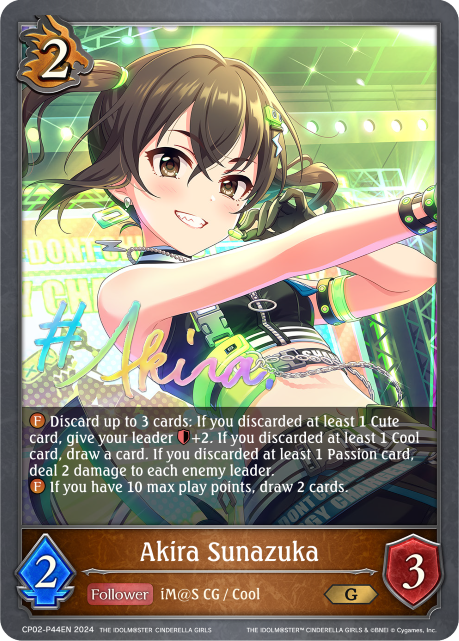 2
DONT
#Akira.
F Discard up to 3 cards: If you discarded at least 1 Cute
card, give your leader +2. If you discarded at least 1 Cool
card, draw a card. If you discarded at least 1 Passion card,
deal 2 damage to each enemy leader.
F If you have 10 max play points, draw 2 cards.
Akira Sunazuka
2
Follower iM@S CG / Cool
G
3
CP02-P44EN 2024 THE IDOLM@STER CINDERELLA GIRLS THE IDOLM@STER™ CINDERELLA GIRLS & ©BNEI © Cygames, Inc.